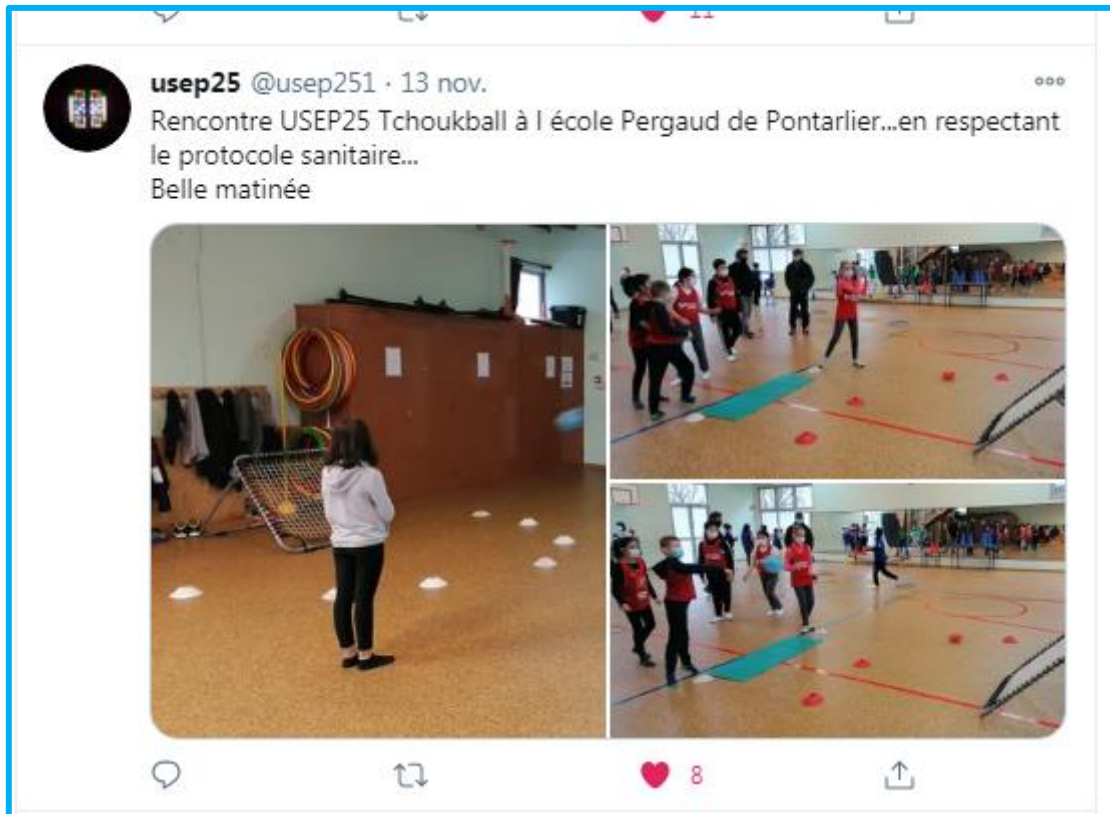 11
usep25 @usep251 · 13 nov.
Rencontre USEP25 Tchoukball à l école Pergaud de Pontarlier...en respectant
le protocole sanitaire...
Belle matinée
8